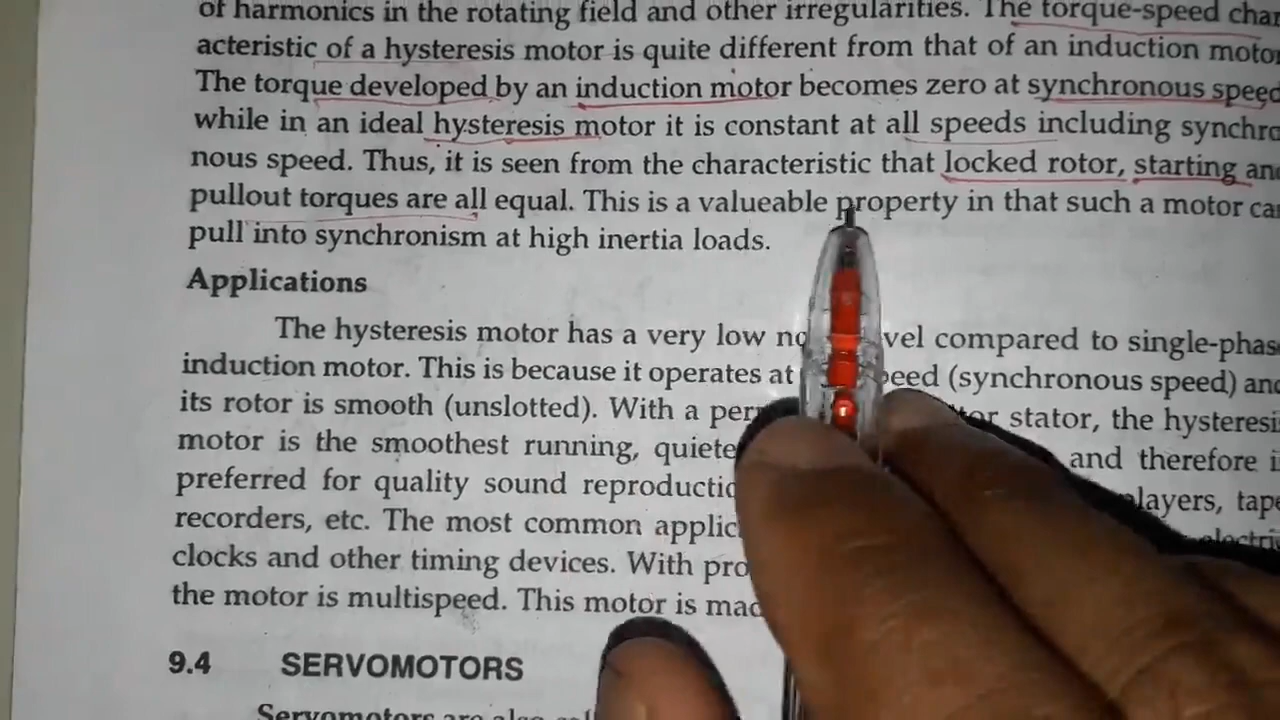 of harmonics in the rotating field and other irregularities. The torque-speed char
acteristic of a hysteresis motor is quite different from that of an induction motor
The torque developed by an induction motor becomes zero at synchronous speed
while in an ideal hysteresis motor it is constant at all speeds including synchro
nous speed. Thus, it is seen from the characteristic that locked rotor, starting and
pullout torques are all equal. This is a valueable property in that such a motor can
pull into synchronism at high inertia loads.
Applications
The hysteresis motor has a very low vel compared to single-phase
induction motor. This is because it operates at peed (synchronous speed) and
its rotor is smooth (unslotted). With a per stator, the hysteresi
motor is the smoothest running, quiete and therefore i
preferred for quality sound reproductio layers, tape
recorders, etc. The most common applic electri
clocks and other timing devices. With pro
the motor is multispeed. This motor is mad
9.4 SERVOMOTORS
Servomotors are also